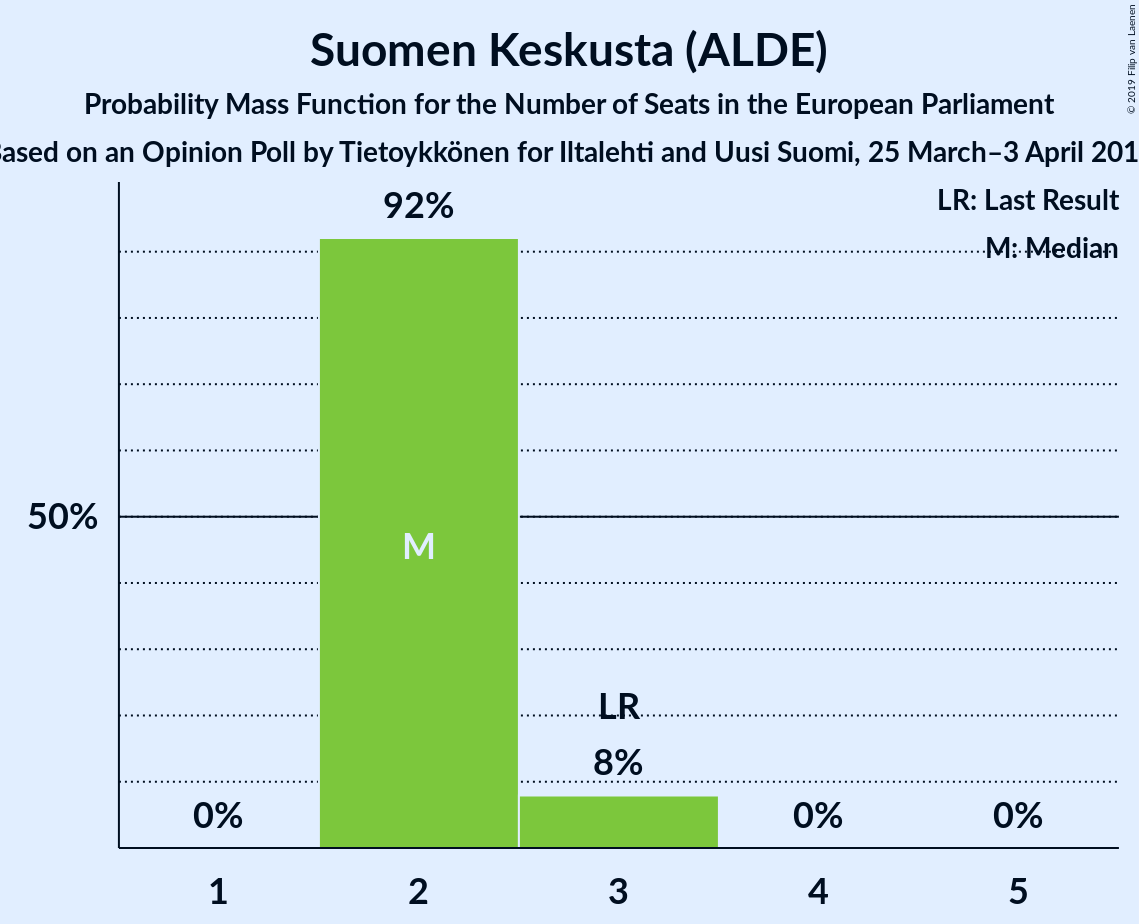 Suomen Keskusta (ALDE)
Probability Mass Function for the Number of Seats in the European Parliament
on an Opinion Poll by Tietoykkönen for Iltalehti and Uusi Suomi, 25 March–3 April
© 2019 Filip van Laenen
LR: Last Result
M: Median
92%
50%
M
LR
8%
0%
0%
0%
1
2
3
4
5